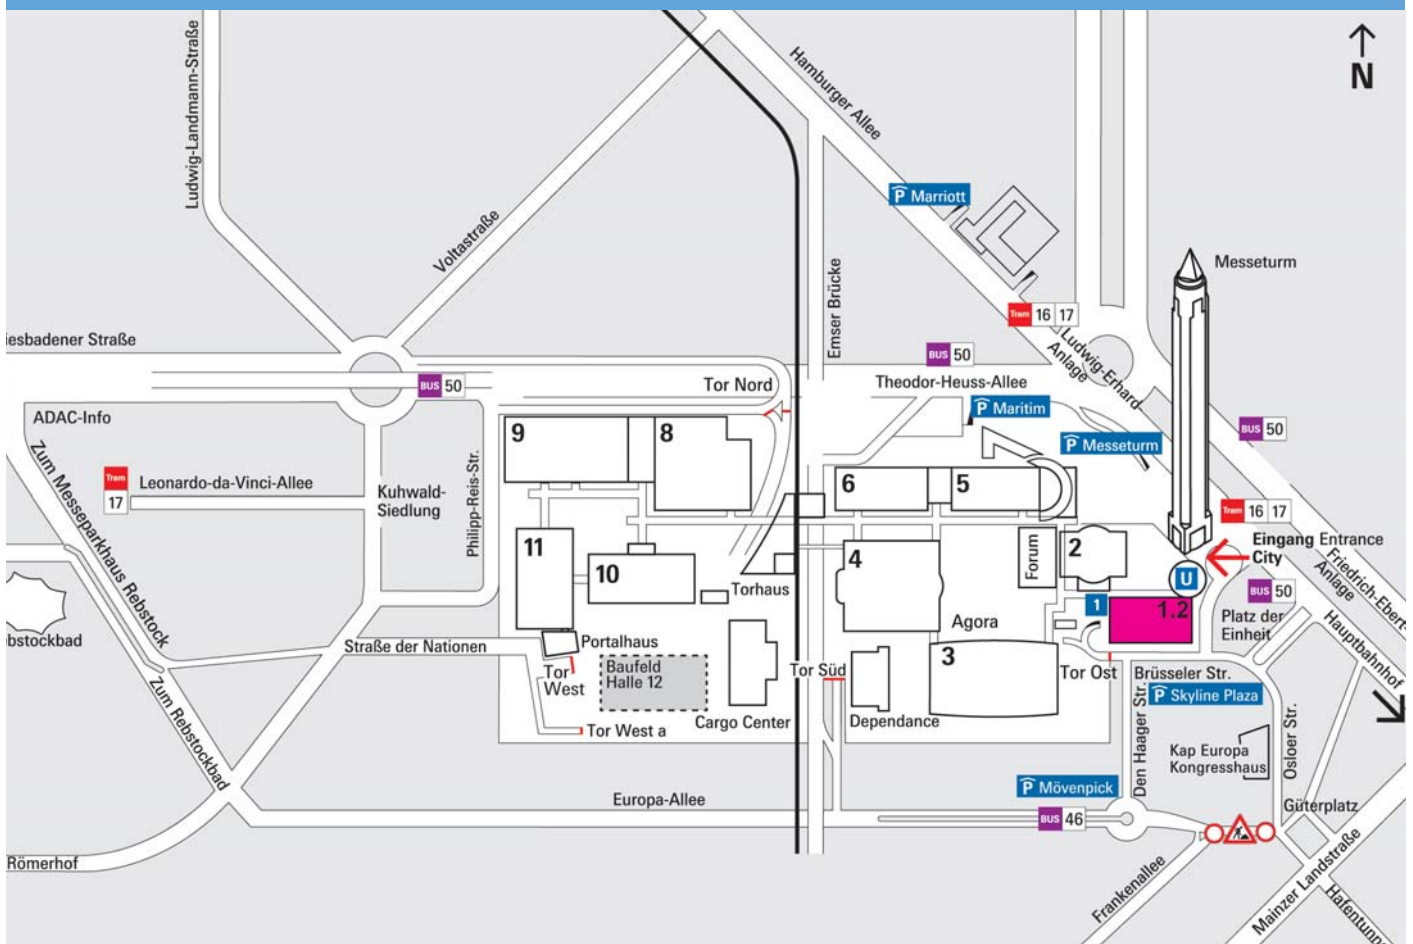 N
Ludwig-Landmann-Straße
Hamburger Allee
P Marriott
Voltastraße
Emser Brücke
Messeturm
Tram 16 17
iesbadener Straße
Ludwig-Erhard
Anlage
BUS 50
BUS 50
Tor Nord
Theodor-Heuss-Allee
P Maritim
ADAC-Info
BUS 50
P Messeturm
9
8
Zum Messeparkhaus Rebstock
Tram
17
Leonardo-da-Vinci-Allee
Kuhwald-
Siedlung
Philipp-Reis-Str.
6
5
Tram 16 17
11
10
4
Forum
2
Eingang Entrance
City
Friedrich-Ebert-
Anlage
U
Torhaus
BUS 50
1
1.2
Platz der
Einheit
Hauptbahnhof
bstockbad
Agora
Straße der Nationen
Portalhaus
3
Baufeld
Halle 12
Tor
West
Tor Süd
Tor Ost
Brüsseler Str.
P Skyline Plaza
Zum Rebstockbad
Cargo Center
Dependance
Tor West a
Den Haager Str.
Kap Europa
Kongresshaus
Osloer Str.
P Mövenpick
Europa-Allee
BUS 46
Güterplatz
Römerhof
Frankenallee
Mainzer Landstraße
Hafentunne